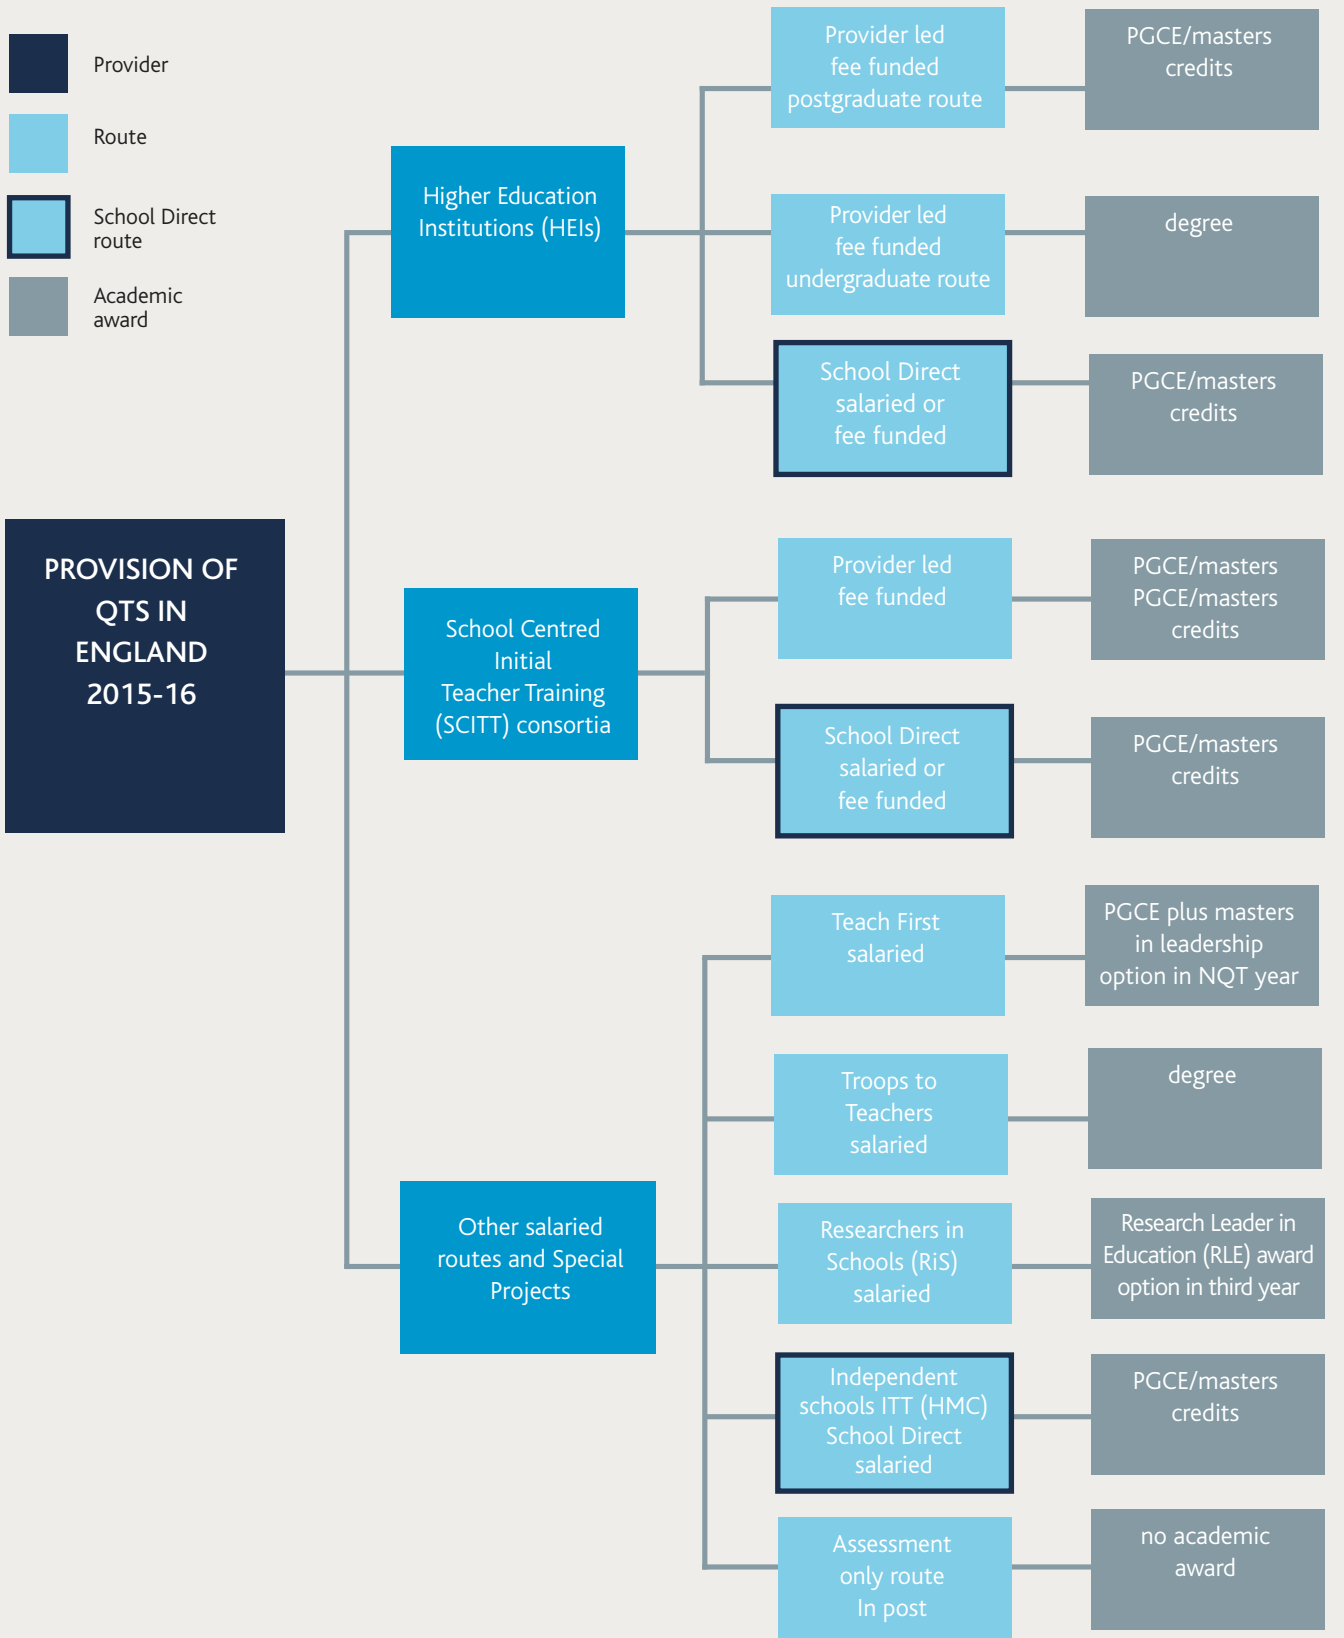 Provider
Route
School Direct
route
Academic
award
PROVISION OF
QTS IN
ENGLAND
2015-16
Higher Education
Institutions (HEIs)
Provider led
fee funded
postgraduate route
PGCE/masters
credits
Provider led
fee funded
undergraduate route
degree
School Direct
salaried or
fee funded
PGCE/masters
credits
School Centred
Initial
Teacher Training
(SCITT) consortia
Provider led
fee funded
PGCE/masters
PGCE/masters
credits
School Direct
salaried or
fee funded
PGCE/masters
credits
Other salaried
routes and Special
Projects
Teach First
salaried
PGCE plus masters
in leadership
option in NQT year
Troops to
Teachers
salaried
degree
Researchers in
Schools (RiS)
salaried
Research Leader in
Education (RLE) award
option in third year
Independent
schools ITT (HMC)
School Direct
salaried
PGCE/masters
credits
Assessment
only route
In post
no academic
award